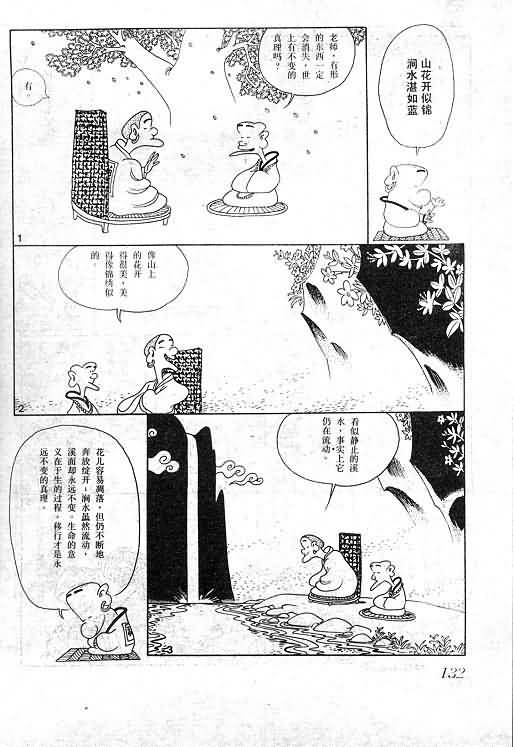 山花开似锦
涧水湛如蓝
老师，有形
的东西一定
会消失，世
上有不变的
真理吗？
有。
1
像山上
的花开
得很美，美
得像锦绣似
的。
2
看似静止的溪
水，事实上它
仍在流动。
3
花儿容易凋落，但仍不断地
奔放绽开；涧水虽然流动，
溪面却永远不变。生命的意
义在于生的过程。移行才是永
远不变的真理。
132